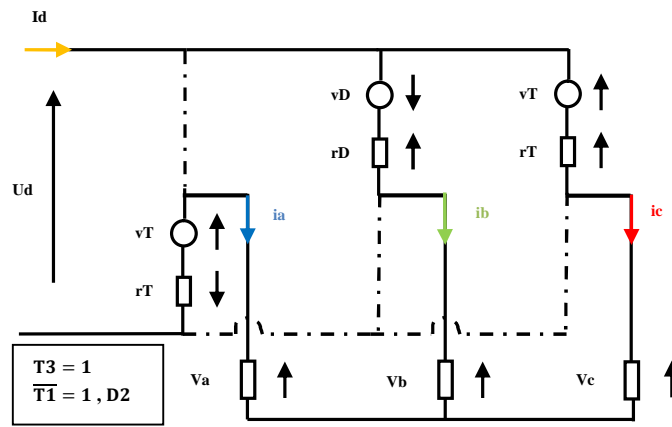 Id
vD
vT
rD
rT
Ud
ia
ib
ic
vT
rT
Va
Vb
Vc
T3 = 1
T1̅ = 1 , D2